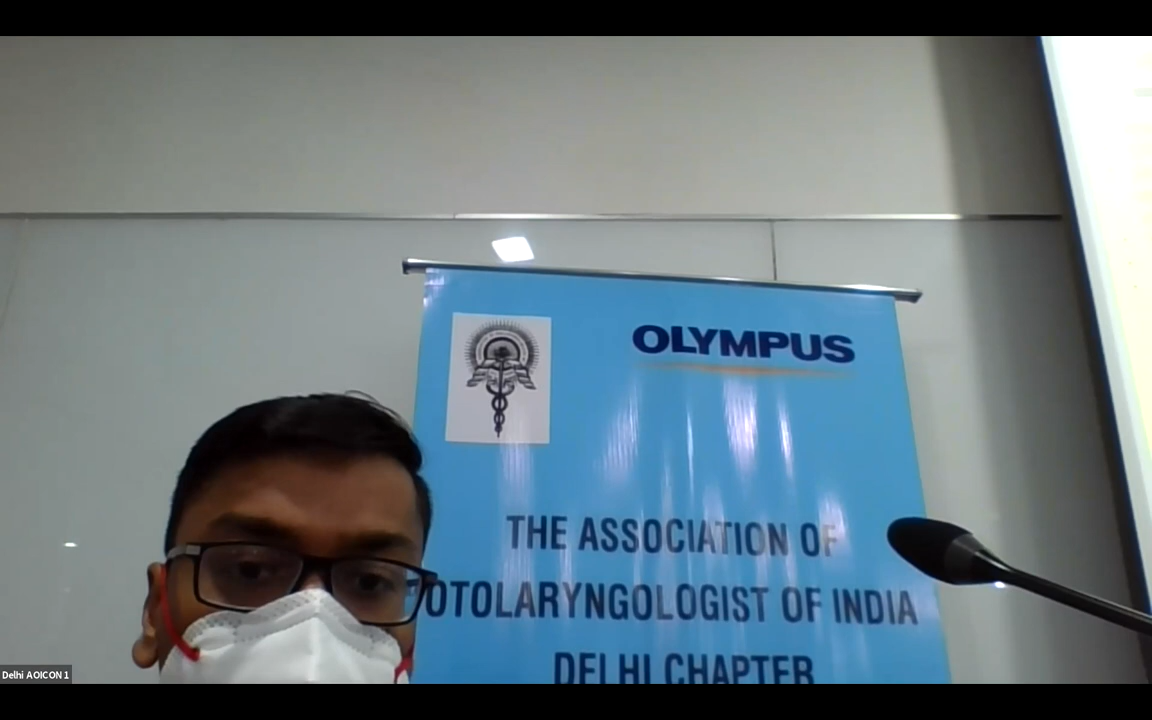 OLYMPUS
THE ASSOCIATION OF
OTOLARYNGOLOGIST OF INDIA
DELHI CHAPTER
Delhi AOICON 1